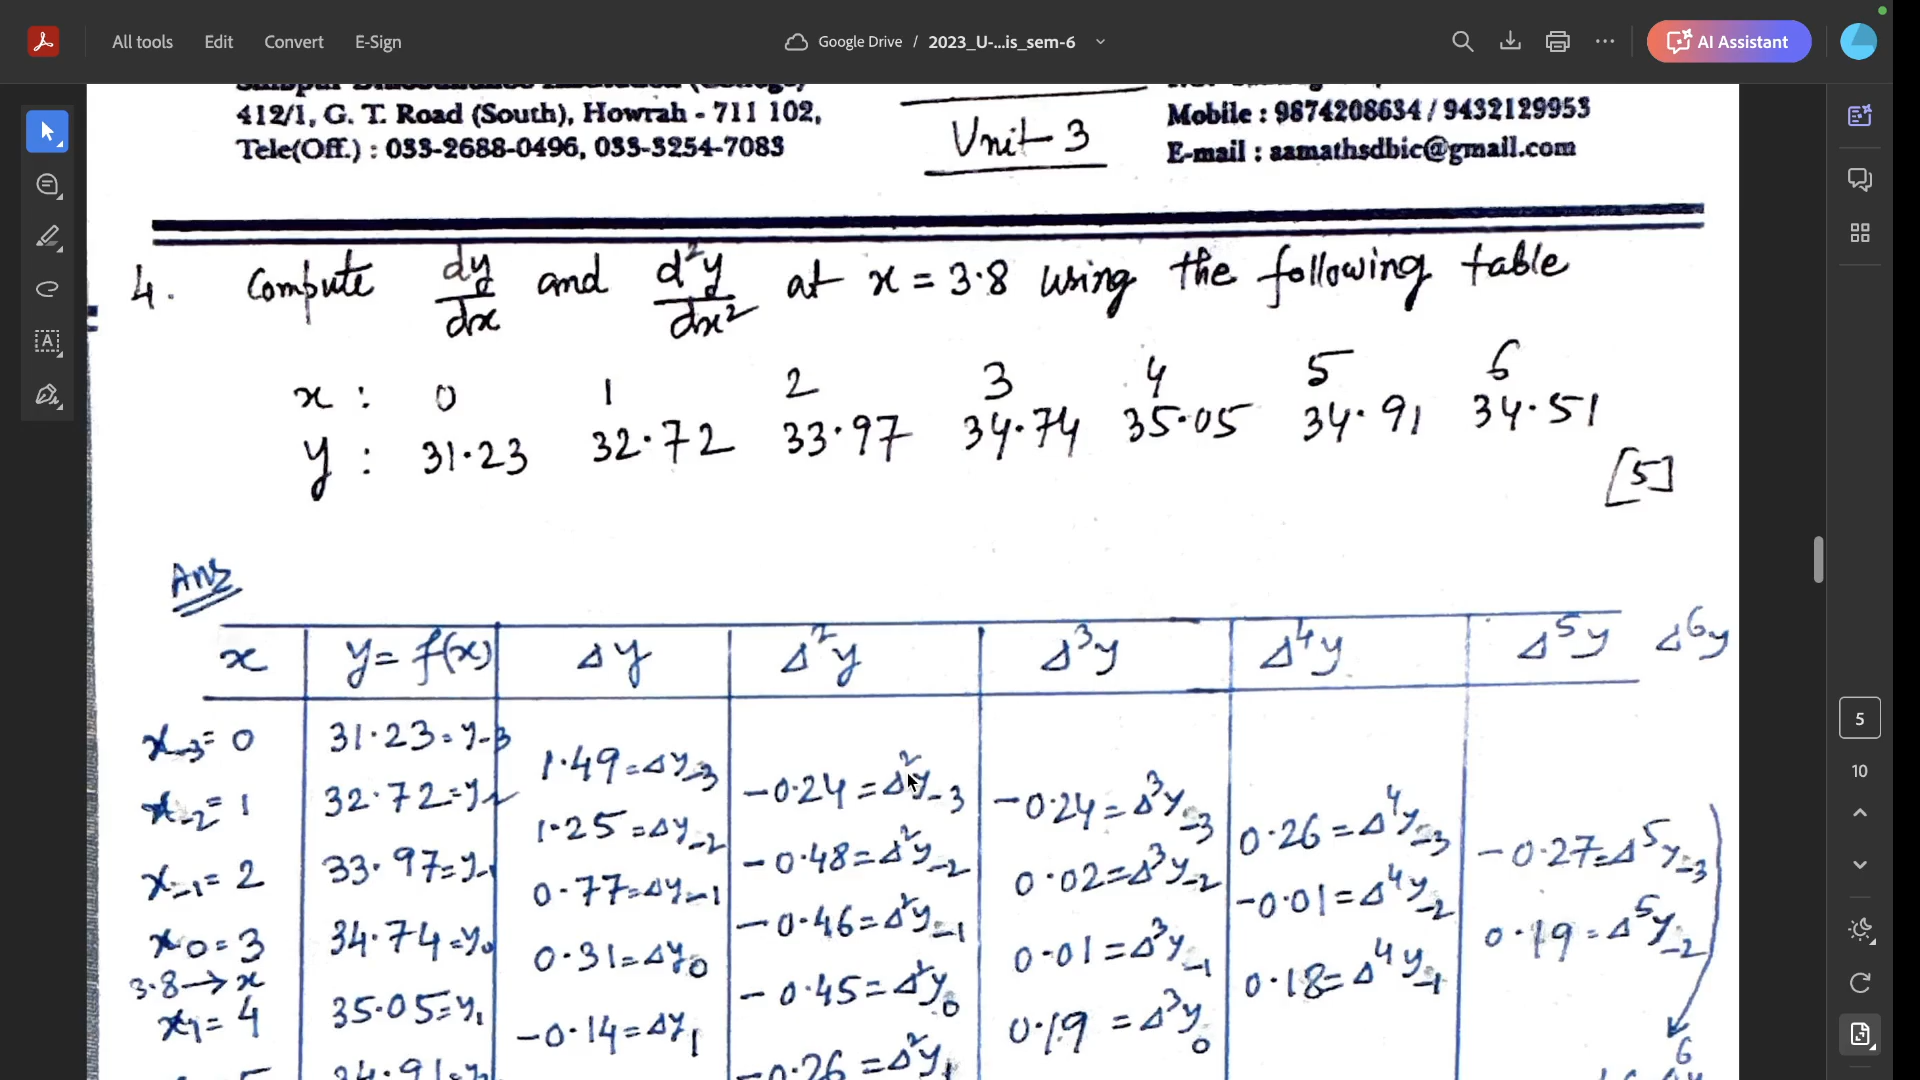 All tools Edit Convert E-Sign Google Drive / 2023_U-...is_sem-6 AI Assistant
412/1, G. T. Road (South), Howrah - 711 102,
Tele(Off.) : 033-2688-0496, 033-3254-7083
Unit-3
Mobile : 9874208634 / 9432129953
E-mail : aamathsdbic@gmail.com
4. Compute dy/dx and d²y/dx² at x = 3.8 using the following table
x : 0 1 2 3 4 5 6
y : 31.23 32.72 33.97 34.74 35.05 34.91 34.51
[5]
Ans
x y=f(x) Δy Δ²y Δ³y Δ⁴y Δ⁵y Δ⁶y
x₋₃=0 31.23=y₋₃
1.49=Δy₋₃
x₋₂=1 32.72=y₋₂ -0.24=Δ²y₋₃
1.25=Δy₋₂ -0.24=Δ³y₋₃
x₋₁=2 33.97=y₋₁ -0.48=Δ²y₋₂ 0.26=Δ⁴y₋₃
0.77=Δy₋₁ 0.02=Δ³y₋₂ -0.27=Δ⁵y₋₃
x₀=3 34.74=y₀ -0.46=Δ²y₋₁ -0.01=Δ⁴y₋₂
3.8→x 0.31=Δy₀ 0.01=Δ³y₋₁ 0.19=Δ⁵y₋₂
x₁=4 35.05=y₁ -0.45=Δ²y₀ 0.18=Δ⁴y₋₁
-0.14=Δy₁ 0.19=Δ³y₀
-0.26=Δ²y₁
5
10